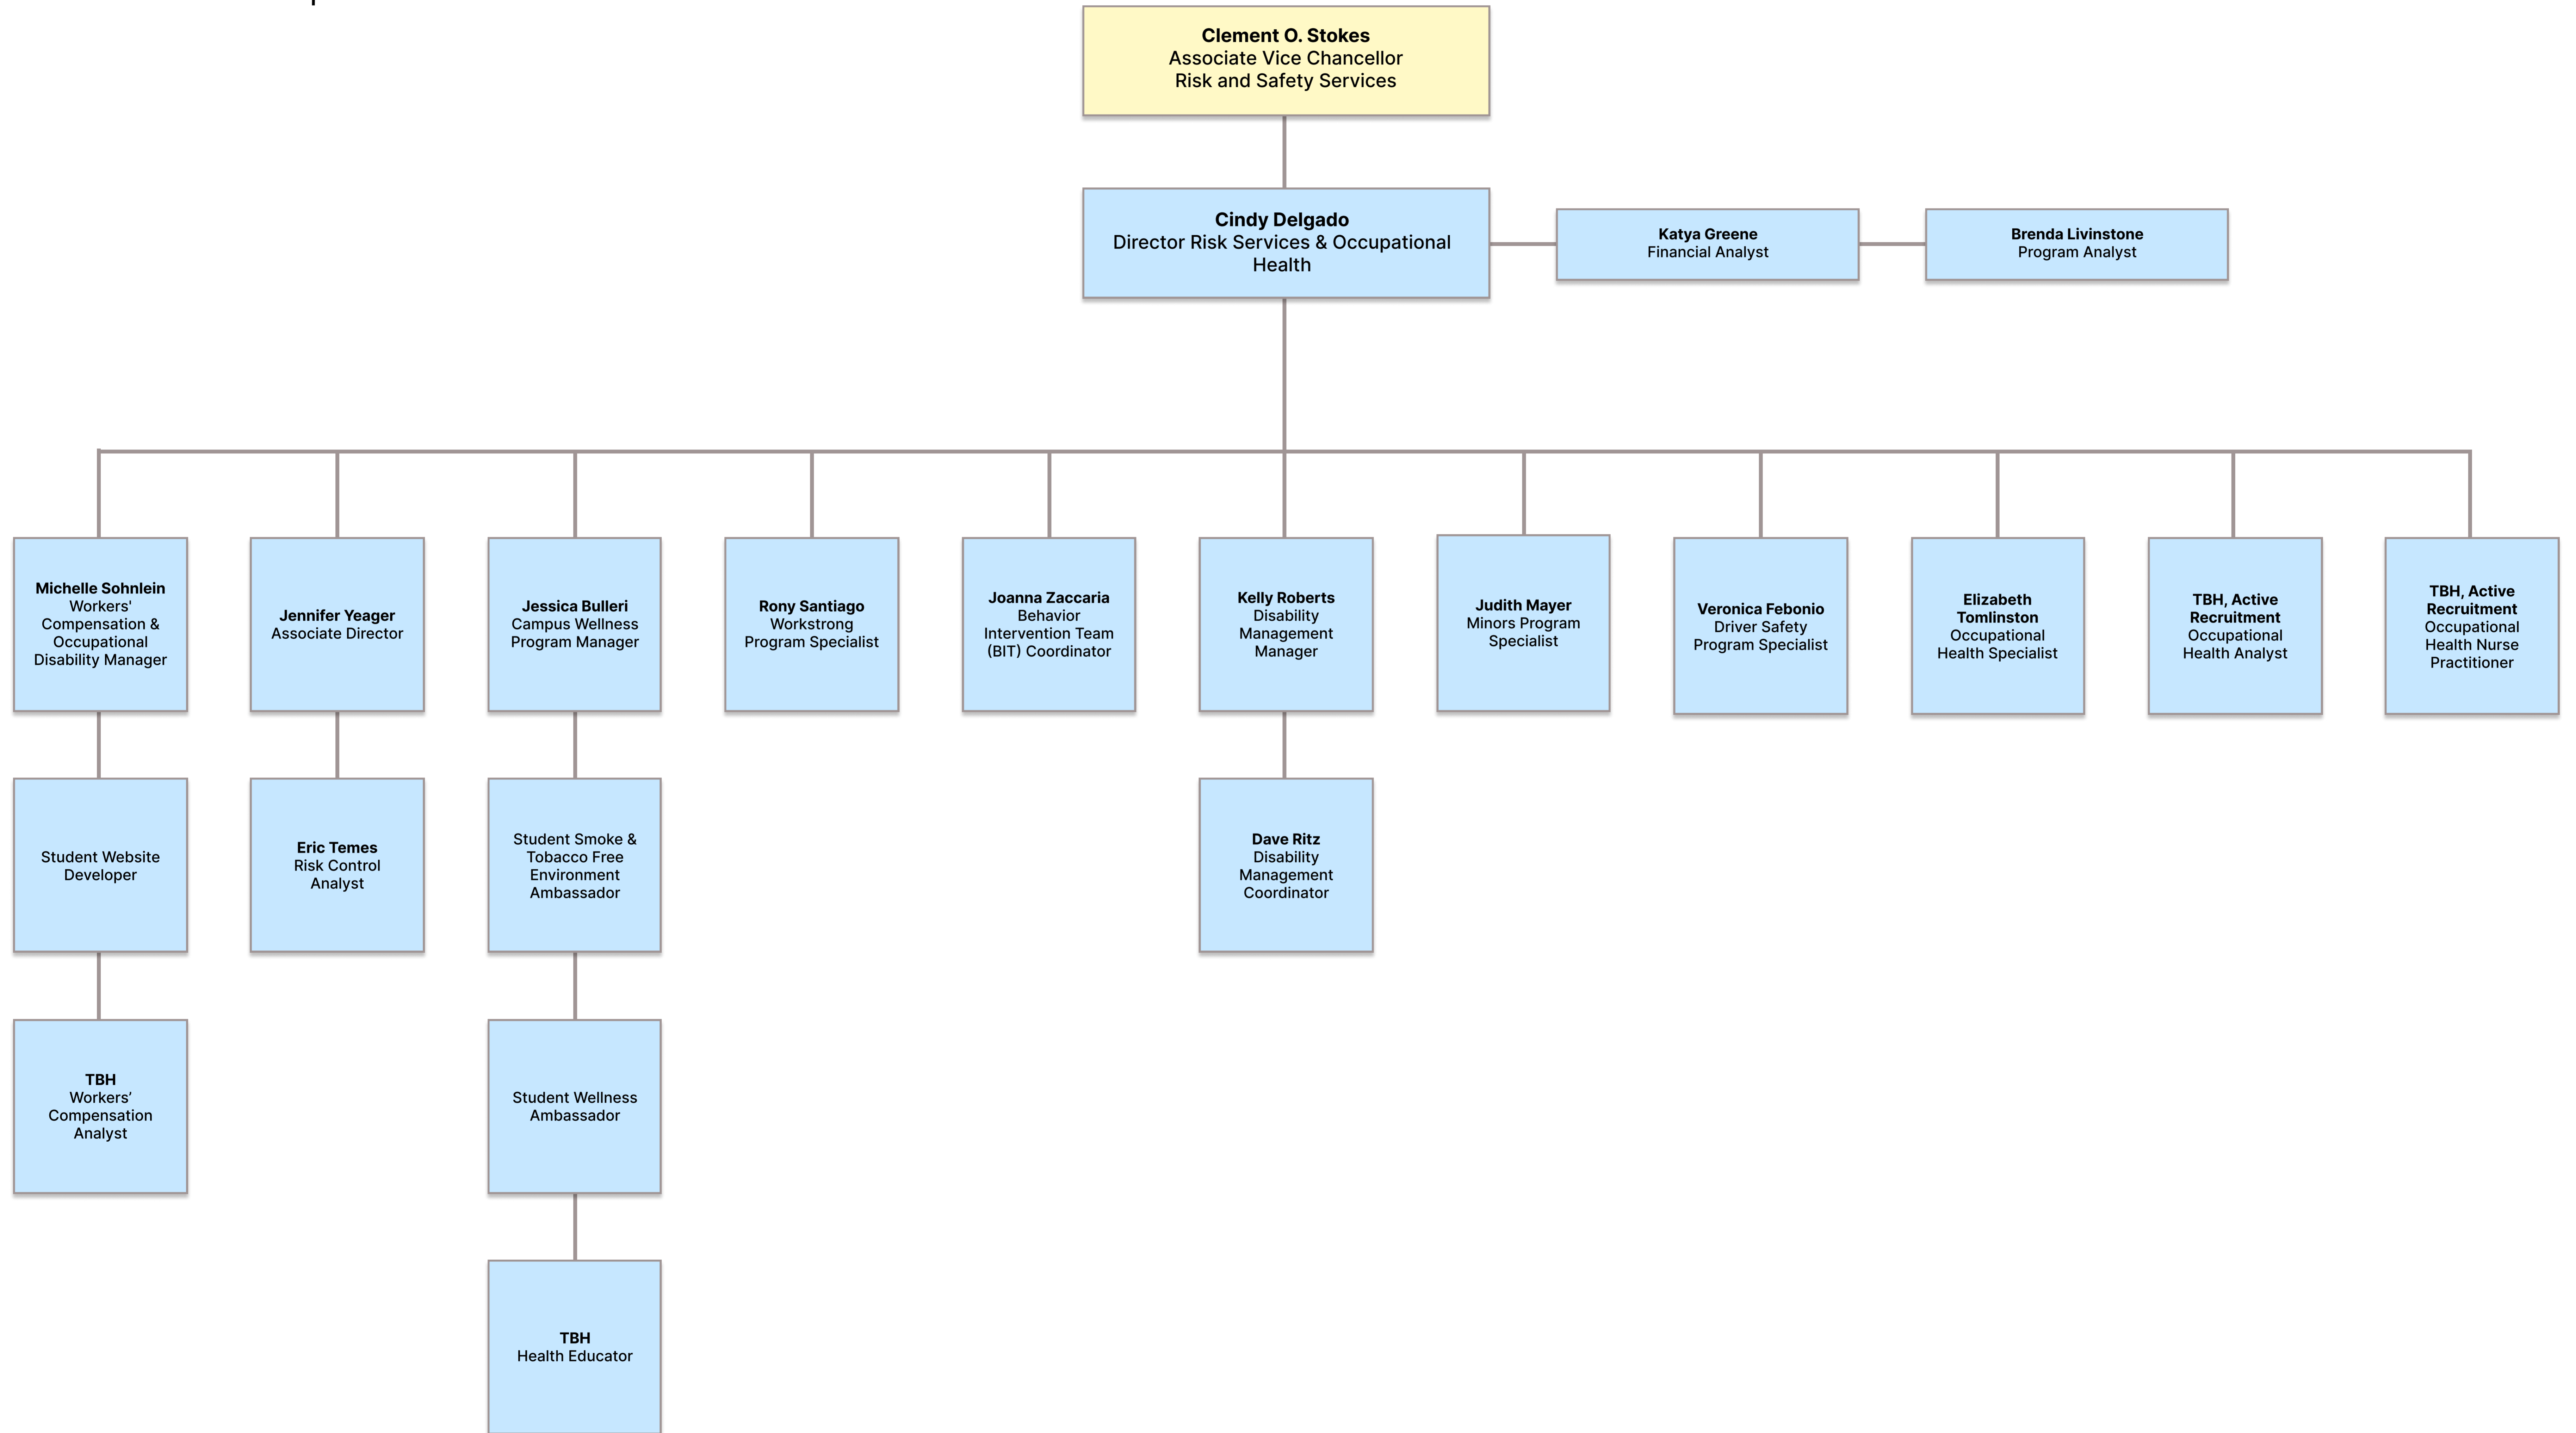 Clement O. Stokes
Associate Vice Chancellor
Risk and Safety Services
Cindy Delgado
Director Risk Services & Occupational
Health
Katya Greene
Financial Analyst
Brenda Livinstone
Program Analyst
Michelle Sohnlein
Workers'
Compensation &
Occupational
Disability Manager
Jennifer Yeager
Associate Director
Jessica Bulleri
Campus Wellness
Program Manager
Rony Santiago
Workstrong
Program Specialist
Joanna Zaccaria
Behavior
Intervention Team
(BIT) Coordinator
Kelly Roberts
Disability
Management
Manager
Judith Mayer
Minors Program
Specialist
Veronica Febonio
Driver Safety
Program Specialist
Elizabeth
Tomlinston
Occupational
Health Specialist
TBH, Active
Recruitment
Occupational
Health Analyst
TBH, Active
Recruitment
Occupational
Health Nurse
Practitioner
Student Website
Developer
Eric Temes
Risk Control
Analyst
Student Smoke &
Tobacco Free
Environment
Ambassador
Dave Ritz
Disability
Management
Coordinator
TBH
Workers’
Compensation
Analyst
Student Wellness
Ambassador
TBH
Health Educator